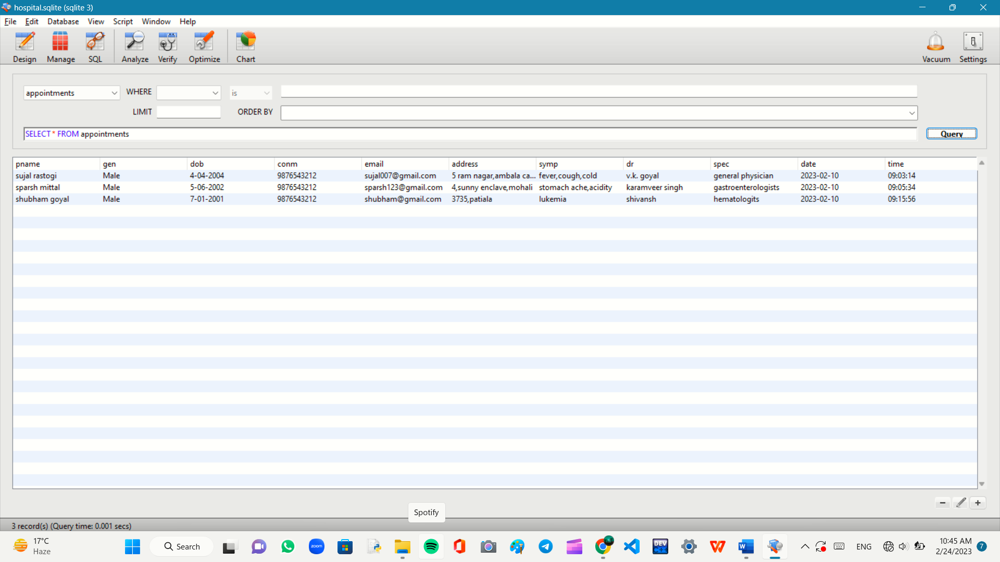 hospital.sqlite (sqlite 3)
File Edit Database View Script Window Help
Design Manage SQL Analyze Verify Optimize Chart Vacuum Settings
appointments WHERE is
LIMIT ORDER BY
SELECT * FROM appointments Query
pname gen dob conm email address symp dr spec date time
sujal rastogi Male 4-04-2004 9876543212 sujal007@gmail.com 5 ram nagar,ambala ca... fever,cough,cold v.k. goyal general physician 2023-02-10 09:03:14
sparsh mittal Male 5-06-2002 9876543212 sparsh123@gmail.com 4,sunny enclave,mohali stomach ache,acidity karamveer singh gastroenterologists 2023-02-10 09:05:34
shubham goyal Male 7-01-2001 9876543212 shubham@gmail.com 3735,patiala lukemia shivansh hematologits 2023-02-10 09:15:56
Spotify
3 record(s) (Query time: 0.001 secs)
17°C
Haze
Search
zoom
DEV
C++
W
W
ENG
10:45 AM
2/24/2023
7